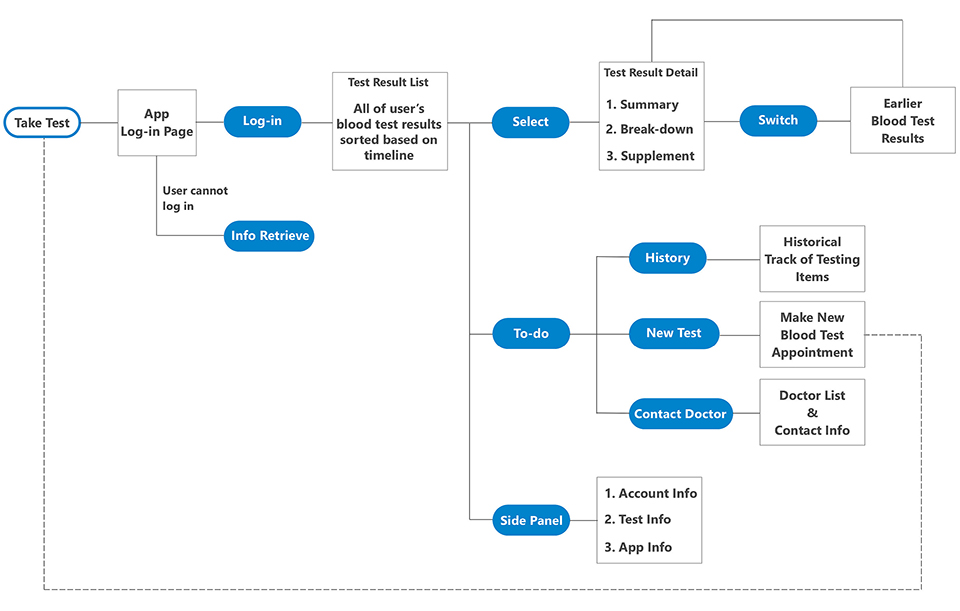 Take Test
App
Log-in Page
Log-in
User cannot
log in
Info Retrieve
Test Result List
All of user's
blood test results
sorted based on
timeline
Select
Test Result Detail
1. Summary
2. Break-down
3. Supplement
Switch
Earlier
Blood Test
Results
To-do
History
Historical
Track of Testing
Items
New Test
Make New
Blood Test
Appointment
Contact Doctor
Doctor List
&
Contact Info
Side Panel
1. Account Info
2. Test Info
3. App Info